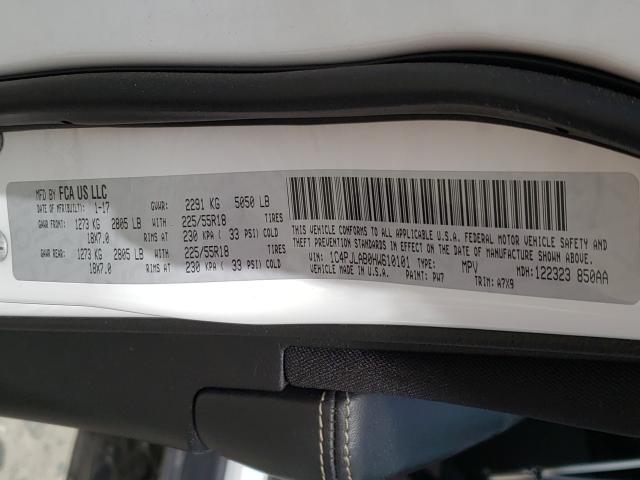 MFD BY FCA US LLC
DATE OF MFR(BUILT): 1-17 GVWR: 2291 KG 5050 LB
GAWR FRONT: 1273 KG 2805 LB WITH 225/55R18 TIRES
18X7.0 RIMS AT 230 KPA ( 33 PSI) COLD
GAWR REAR: 1273 KG 2805 LB WITH 225/55R18 TIRES
18X7.0 RIMS AT 230 KPA ( 33 PSI) COLD
THIS VEHICLE CONFORMS TO ALL APPLICABLE U.S.A. FEDERAL MOTOR VEHICLE SAFETY AND
THEFT PREVENTION STANDARDS IN EFFECT ON THE DATE OF MANUFACTURE SHOWN ABOVE.
THIS VEHICLE MANUFACTURED IN U.S.A.
VIN: 1C4PJLAB0HW610101 TYPE: MPV MDH: 122323 850AA
PAINT: PW7 TRIM: A7X9